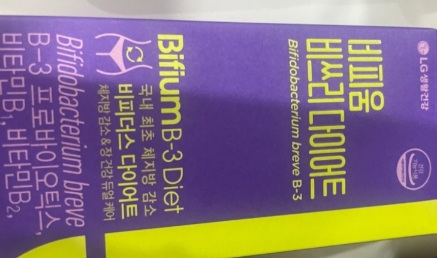 LG생활건강
비피움
비쓰리 다이어트
Bifidobacterium breve B-3
Bifium B-3 Diet
국내 최초 체지방 감소
비피더스 다이어트
체지방 감소 & 장 건강 듀얼 케어
Bifidobacterium breve
B-3 프로바이오틱스,
비타민B₁, 비타민B₂,